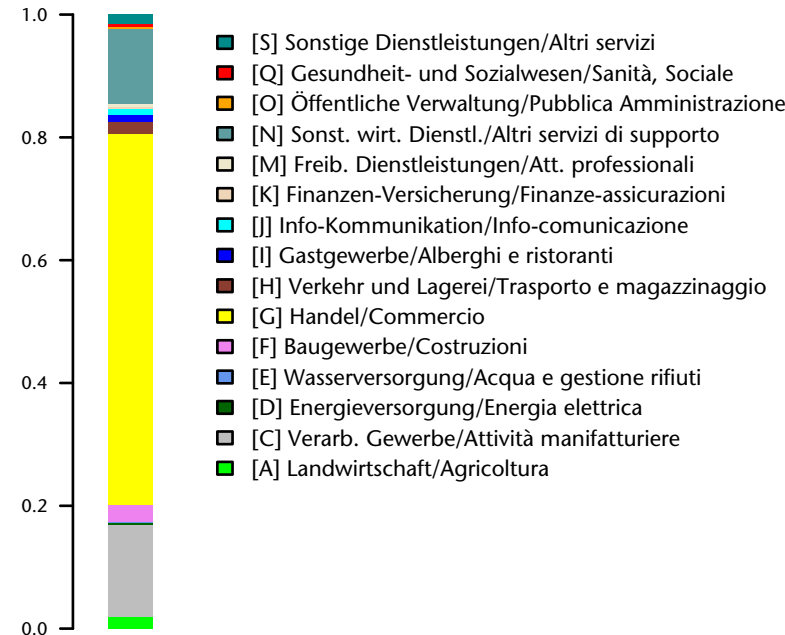 1.0
0.8
0.6
0.4
0.2
0.0
[S] Sonstige Dienstleistungen/Altri servizi
[Q] Gesundheit- und Sozialwesen/Sanità, Sociale
[O] Öffentliche Verwaltung/Pubblica Amministrazione
[N] Sonst. wirt. Dienstl./Altri servizi di supporto
[M] Freib. Dienstleistungen/Att. professionali
[K] Finanzen-Versicherung/Finanze-assicurazioni
[J] Info-Kommunikation/Info-comunicazione
[I] Gastgewerbe/Alberghi e ristoranti
[H] Verkehr und Lagerei/Trasporto e magazzinaggio
[G] Handel/Commercio
[F] Baugewerbe/Costruzioni
[E] Wasserversorgung/Acqua e gestione rifiuti
[D] Energieversorgung/Energia elettrica
[C] Verarb. Gewerbe/Attività manifatturiere
[A] Landwirtschaft/Agricoltura